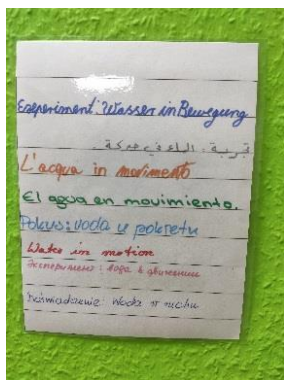 Experiment: Wasser in Bewegung
تجربة: الماء في حركة.
L'acqua in movimento
El agua en movimiento.
Pokus: voda u pokretu
Water in motion
Эксперимент: вода в движении
Doświadczenie: Woda w ruchu